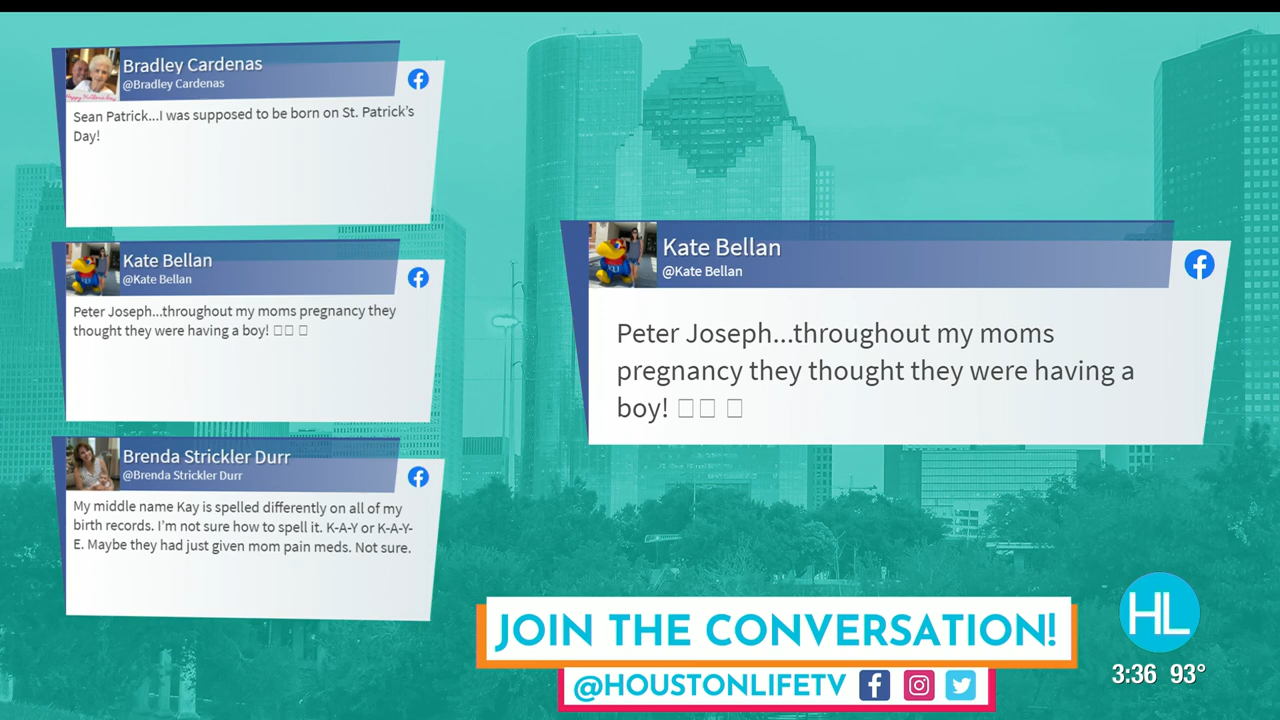 Bradley Cardenas
@Bradley Cardenas
Sean Patrick...I was supposed to be born on St. Patrick's
Day!
Kate Bellan
@Kate Bellan
Peter Joseph...throughout my moms pregnancy they
thought they were having a boy! □□ □
Brenda Strickler Durr
@Brenda Strickler Durr
My middle name Kay is spelled differently on all of my
birth records. I'm not sure how to spell it. K-A-Y or K-A-Y-
E. Maybe they had just given mom pain meds. Not sure.
Kate Bellan
@Kate Bellan
Peter Joseph...throughout my moms
pregnancy they thought they were having a
boy! □□ □
JOIN THE CONVERSATION!
@HOUSTONLIFETV
HL
3:36 93°